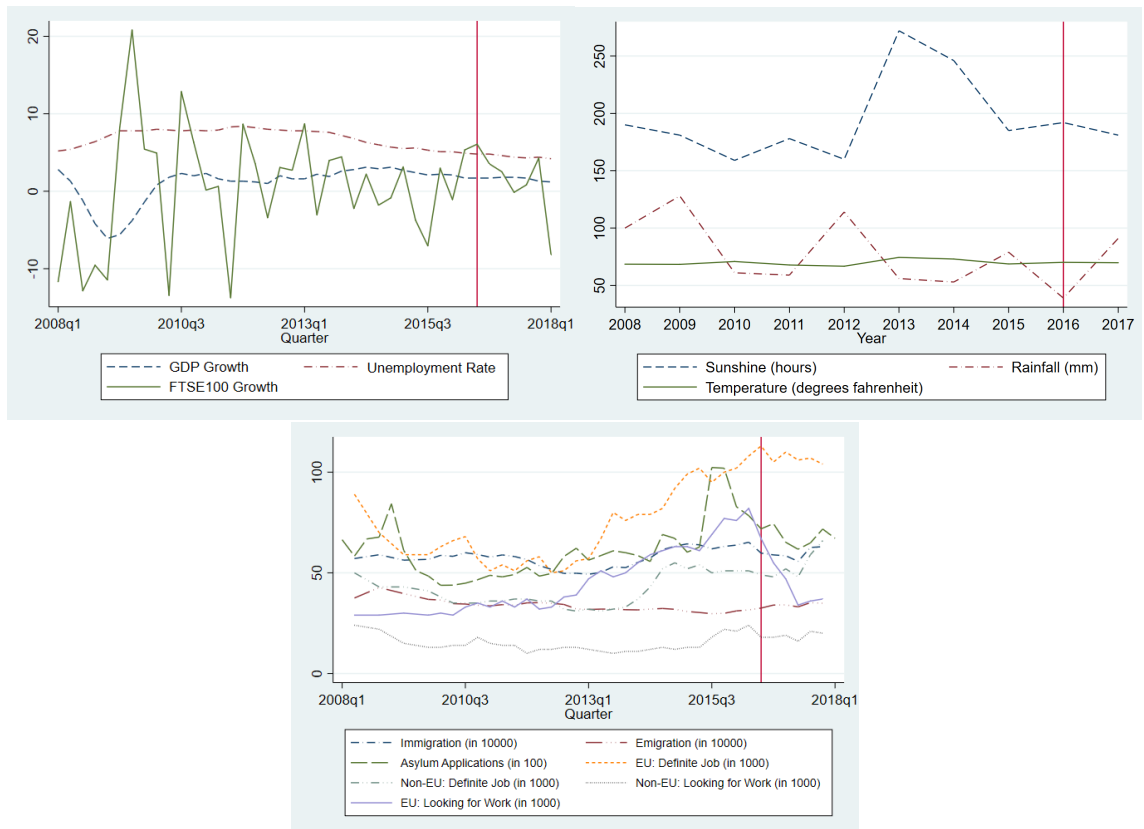 20
10
0
-10
2008q1 2010q3 2013q1 2015q3 2018q1
Quarter
GDP Growth Unemployment Rate
FTSE100 Growth
250
200
150
100
50
2008 2009 2010 2011 2012 2013 2014 2015 2016 2017
Year
Sunshine (hours) Rainfall (mm)
Temperature (degrees fahrenheit)
100
50
0
2008q1 2010q3 2013q1 2015q3 2018q1
Quarter
Immigration (in 10000) Emigration (in 10000)
Asylum Applications (in 100) EU: Definite Job (in 1000)
Non-EU: Definite Job (in 1000) Non-EU: Looking for Work (in 1000)
EU: Looking for Work (in 1000)